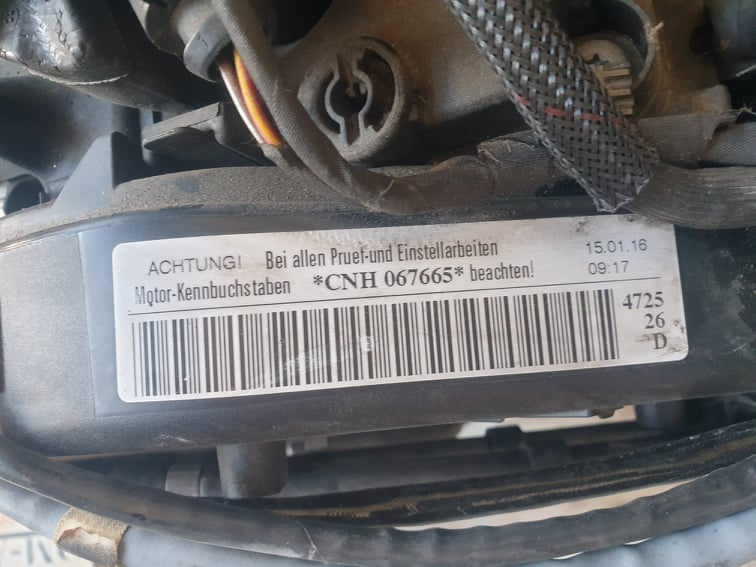 ACHTUNG! Bei allen Pruef-und Einstellarbeiten
Motor-Kennbuchstaben *CNH 067665* beachten!
15.01.16
09:17
4725
26
D